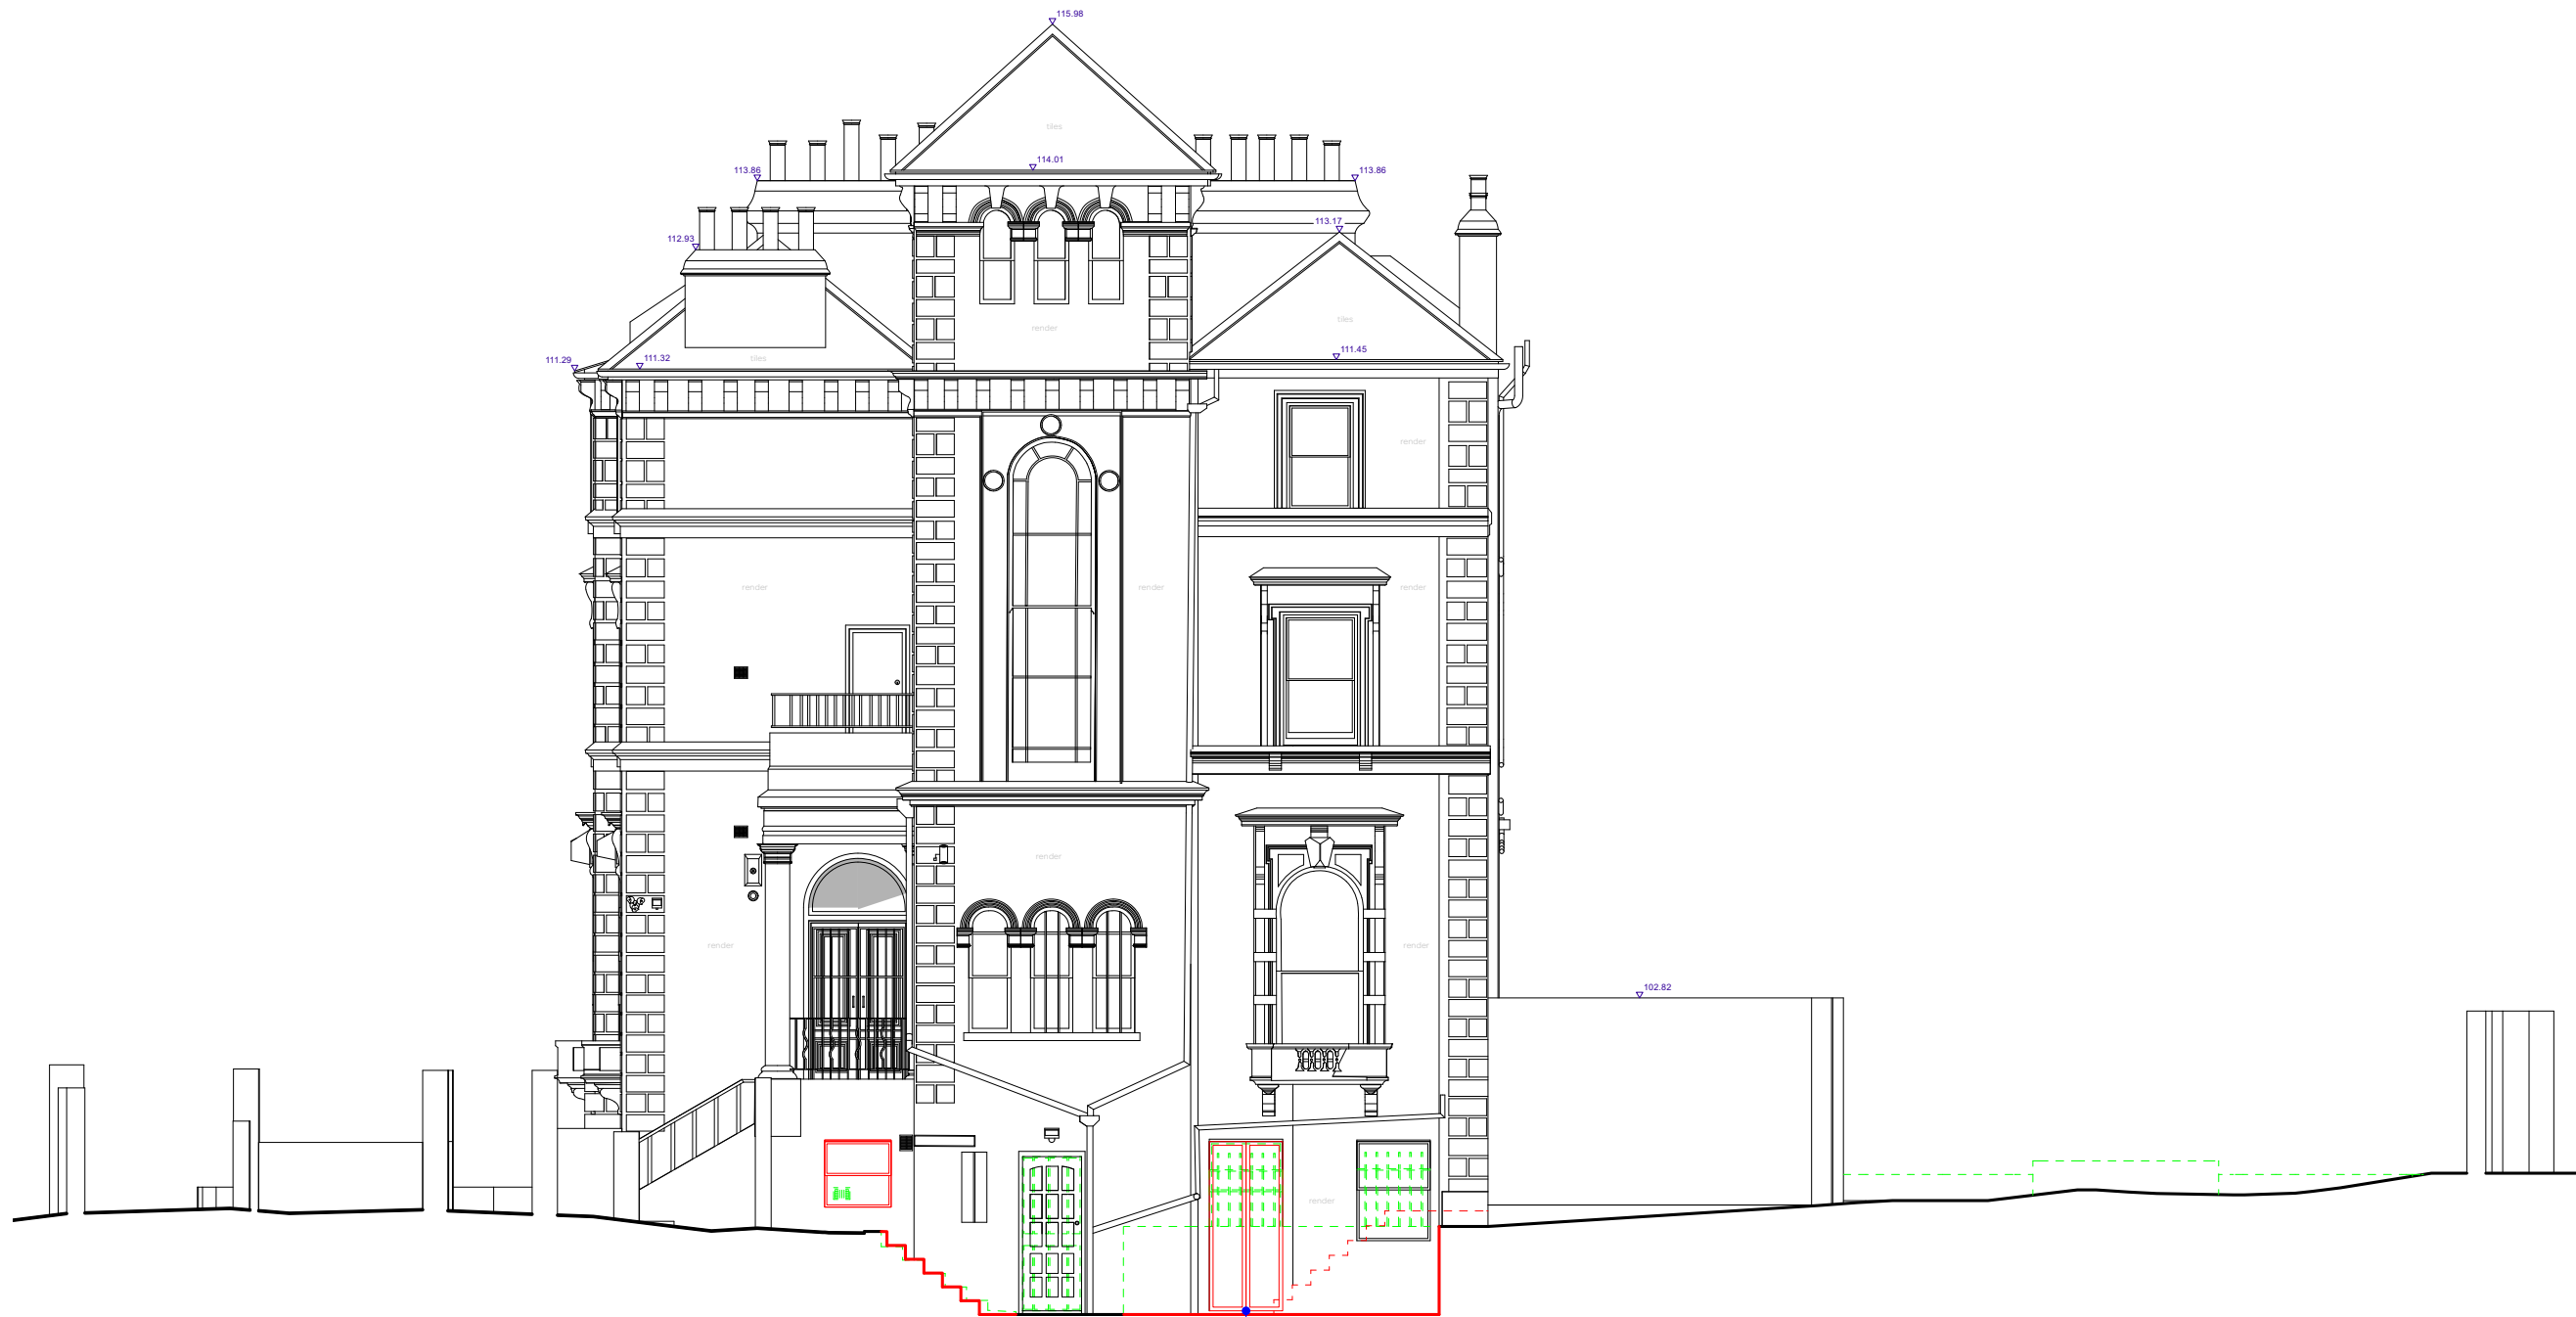 115.98
tiles
114.01
113.86
113.86
113.17
112.93
tiles
render
111.29
111.32
tiles
111.45
render
render
render
render
render
render
render
102.82
render